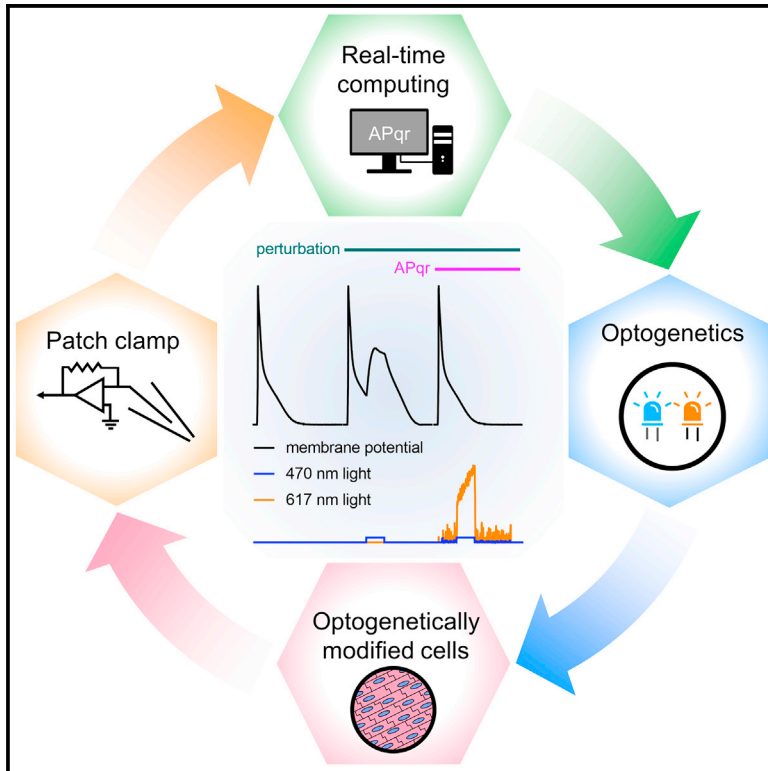 Real-time
computing
APqr
perturbation
APqr
Patch clamp
Optogenetics
membrane potential
470 nm light
617 nm light
Optogenetically
modified cells